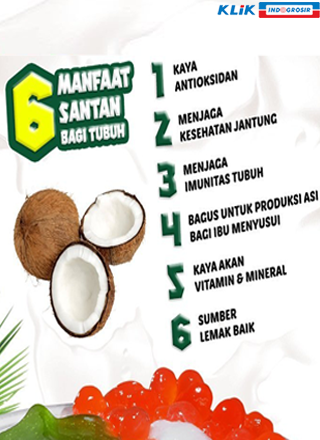 KLIK INDOGROSIR
6 MANFAAT
SANTAN
BAGI TUBUH
1 KAYA
ANTIOKSIDAN
2 MENJAGA
KESEHATAN JANTUNG
3 MENJAGA
IMUNITAS TUBUH
4 BAGUS UNTUK PRODUKSI ASI
BAGI IBU MENYUSUI
5 KAYA AKAN
VITAMIN & MINERAL
6 SUMBER
LEMAK BAIK